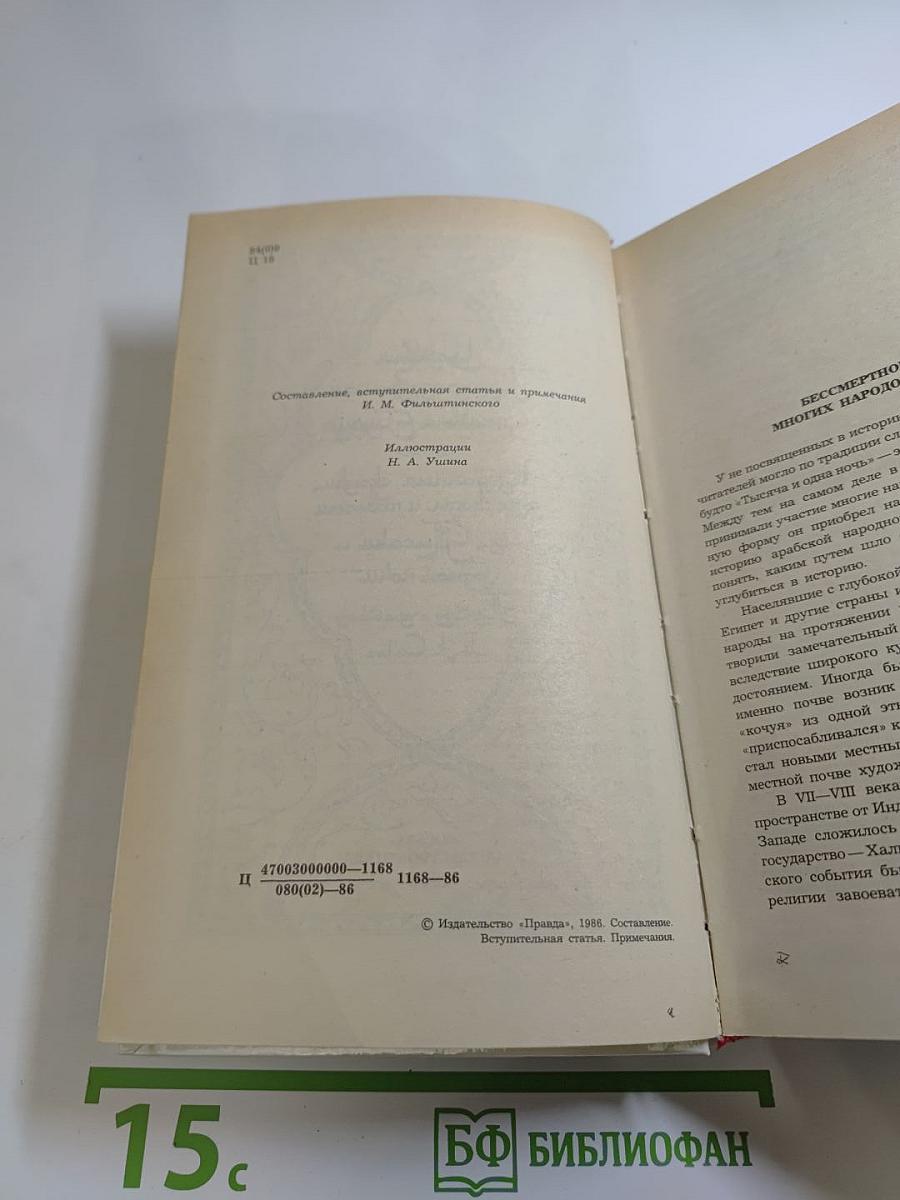 84(0)9
Ц 18
Составление, вступительная статья и примечания
И. М. Фильштинского
Иллюстрации
Н. А. Ушина
Ц 47003000000—1168
080(02)—86
1168—86
© Издательство «Правда», 1986. Составление.
Вступительная статья. Примечания.
БЕССМЕРТНО
МНОГИХ НАРОДО
У не посвященных в истори
читателей могло по традиции сл
будто «Тысяча и одна ночь» — э
Между тем на самом деле в
принимали участие многие на
ную форму он приобрел на
историю арабской народно
понять, каким путем шло
углубиться в историю.
Населявшие с глубокой
Египет и другие страны и
народы на протяжении
творили замечательный
вследствие широкого ку
достоянием. Иногда бы
именно почве возник
«кочуя» из одной эт
«приспосабливался» к
стал новыми местны
местной почве худож
В VII—VIII века
пространстве от Инд
Западе сложилось
государство — Хал
ского события бы
религии завоеват
15 с
БФ БИБЛИОФАН